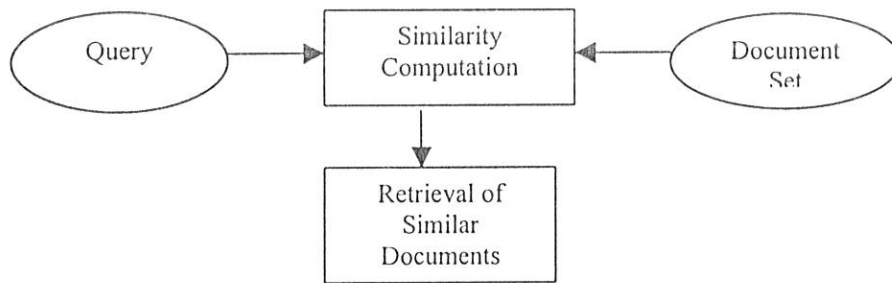 Query
Similarity
Computation
Document
Set
Retrieval of
Similar
Documents